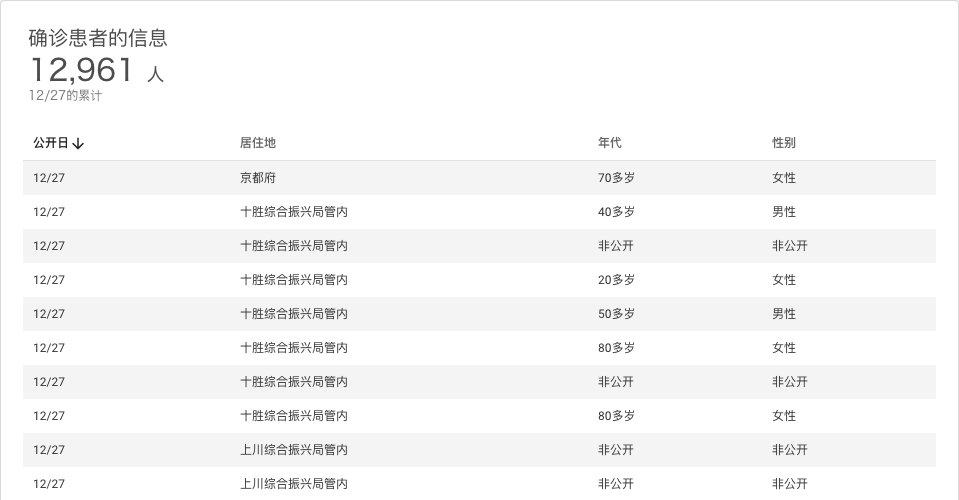 确诊患者的信息
12,961 人
12/27的累计
公开日 居住地 年代 性别
12/27 京都府 70多岁 女性
12/27 十胜综合振兴局管内 40多岁 男性
12/27 十胜综合振兴局管内 非公开 非公开
12/27 十胜综合振兴局管内 20多岁 女性
12/27 十胜综合振兴局管内 50多岁 男性
12/27 十胜综合振兴局管内 80多岁 女性
12/27 十胜综合振兴局管内 非公开 非公开
12/27 十胜综合振兴局管内 80多岁 女性
12/27 上川综合振兴局管内 非公开 非公开
12/27 上川综合振兴局管内 非公开 非公开